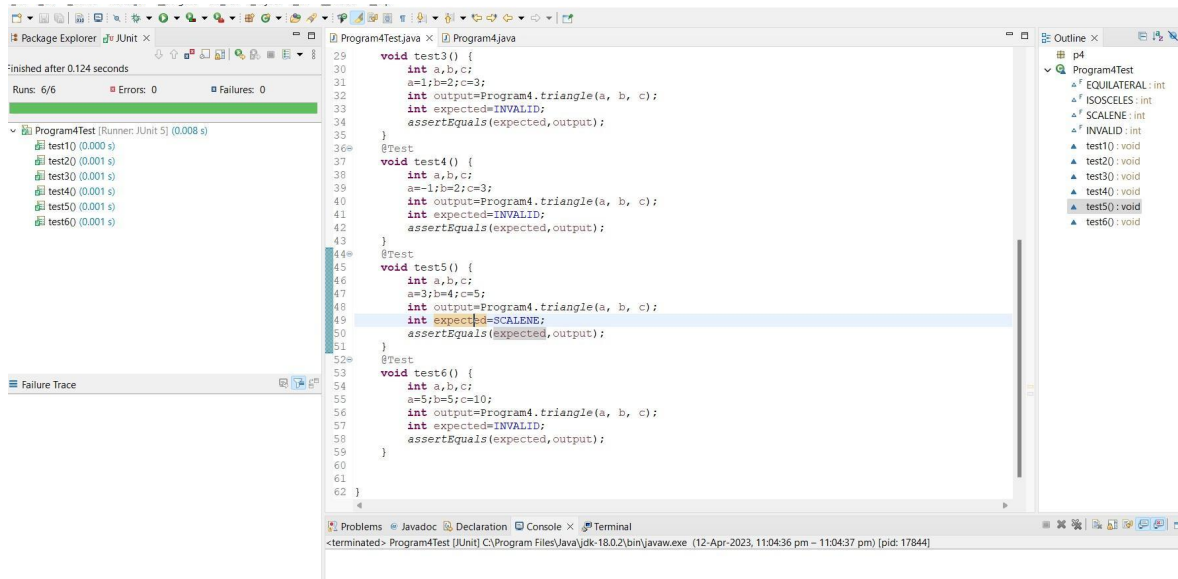 Package Explorer JUnit ×
Finished after 0.124 seconds
Runs: 6/6 Errors: 0 Failures: 0
Program4Test [Runner: JUnit 5] (0.008 s)
test1() (0.000 s)
test2() (0.001 s)
test3() (0.001 s)
test4() (0.001 s)
test5() (0.001 s)
test6() (0.001 s)
Failure Trace
Program4Test.java × Program4.java
29 void test3() {
30 int a,b,c;
31 a=1;b=2;c=3;
32 int output=Program4.triangle(a, b, c);
33 int expected=INVALID;
34 assertEquals(expected,output);
35 }
36 @Test
37 void test4() {
38 int a,b,c;
39 a=-1;b=2;c=3;
40 int output=Program4.triangle(a, b, c);
41 int expected=INVALID;
42 assertEquals(expected,output);
43 }
44 @Test
45 void test5() {
46 int a,b,c;
47 a=3;b=4;c=5;
48 int output=Program4.triangle(a, b, c);
49 int expected=SCALENE;
50 assertEquals(expected,output);
51 }
52 @Test
53 void test6() {
54 int a,b,c;
55 a=5;b=5;c=10;
56 int output=Program4.triangle(a, b, c);
57 int expected=INVALID;
58 assertEquals(expected,output);
59 }
60
61
62 }
Problems Javadoc Declaration Console × Terminal
<terminated> Program4Test [JUnit] C:\Program Files\Java\jdk-18.0.2\bin\javaw.exe (12-Apr-2023, 11:04:36 pm – 11:04:37 pm) [pid: 17844]
Outline ×
p4
Program4Test
EQUILATERAL : int
ISOSCELES : int
SCALENE : int
INVALID : int
test1() : void
test2() : void
test3() : void
test4() : void
test5() : void
test6() : void